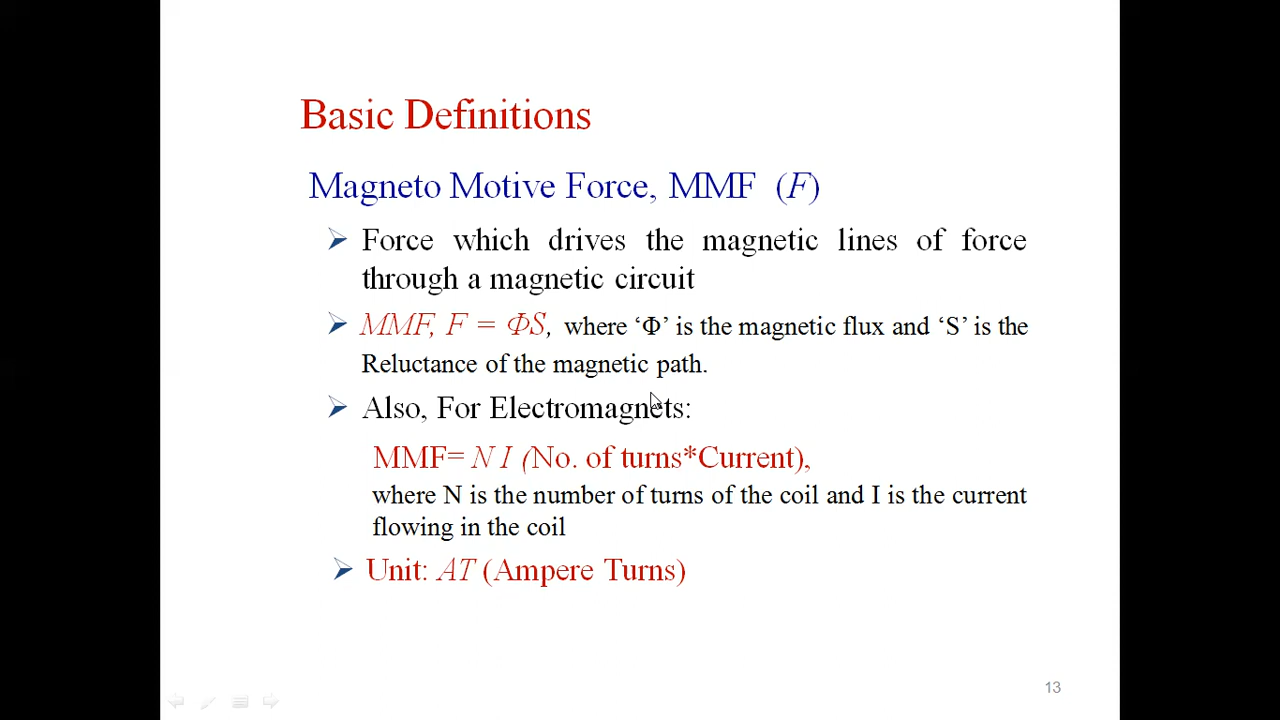 Basic Definitions
Magneto Motive Force, MMF (F)
Force which drives the magnetic lines of force
through a magnetic circuit
MMF, F = ΦS, where ‘Φ’ is the magnetic flux and ‘S’ is the
Reluctance of the magnetic path.
Also, For Electromagnets:
MMF= N I (No. of turns*Current),
where N is the number of turns of the coil and I is the current
flowing in the coil
Unit: AT (Ampere Turns)
13